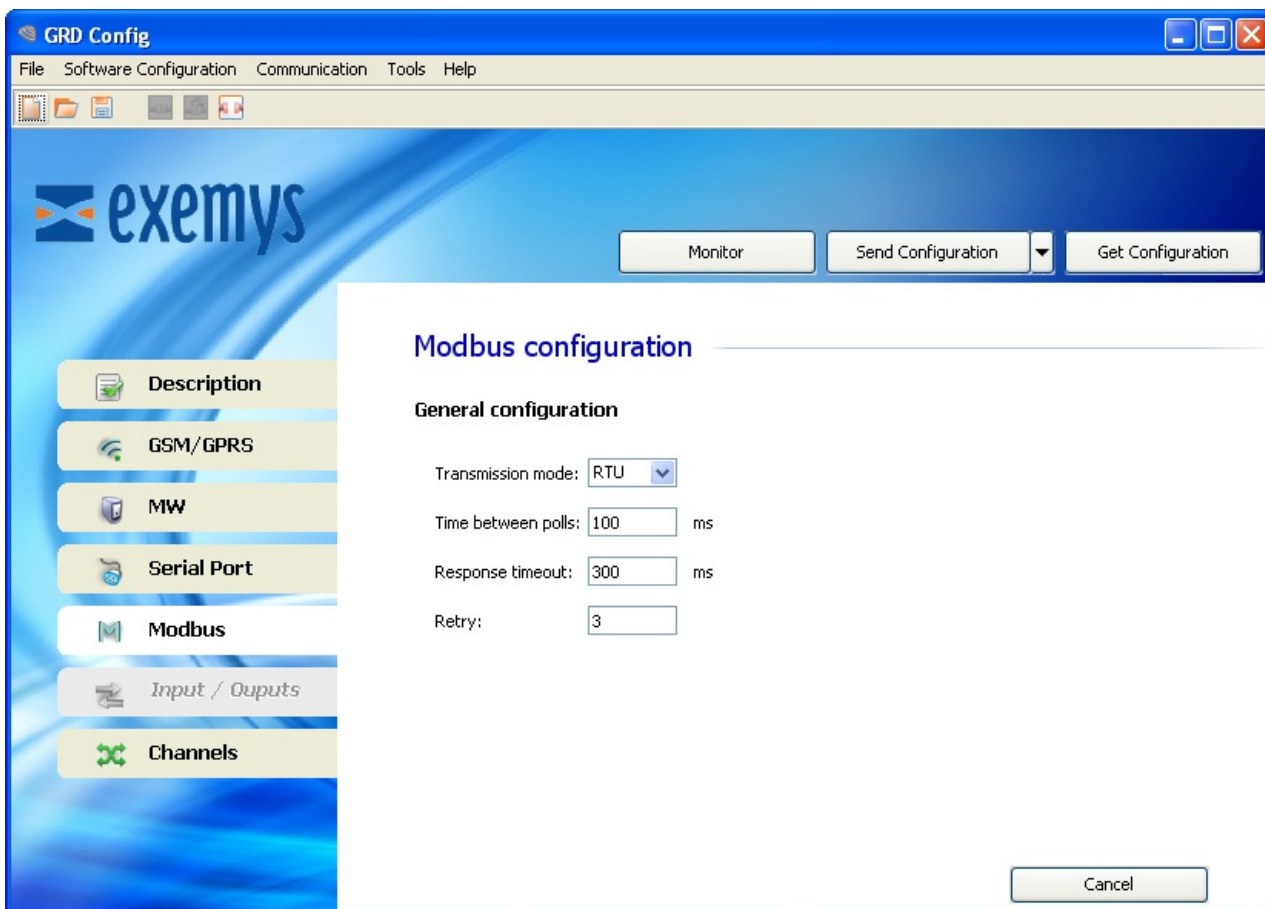 GRD Config
File Software Configuration Communication Tools Help
exemys
Monitor Send Configuration Get Configuration
Modbus configuration
Description
General configuration
GSM/GPRS
Transmission mode: RTU
MW
Time between polls: 100 ms
Serial Port
Response timeout: 300 ms
Modbus
Retry: 3
Input / Ouputs
Channels
Cancel